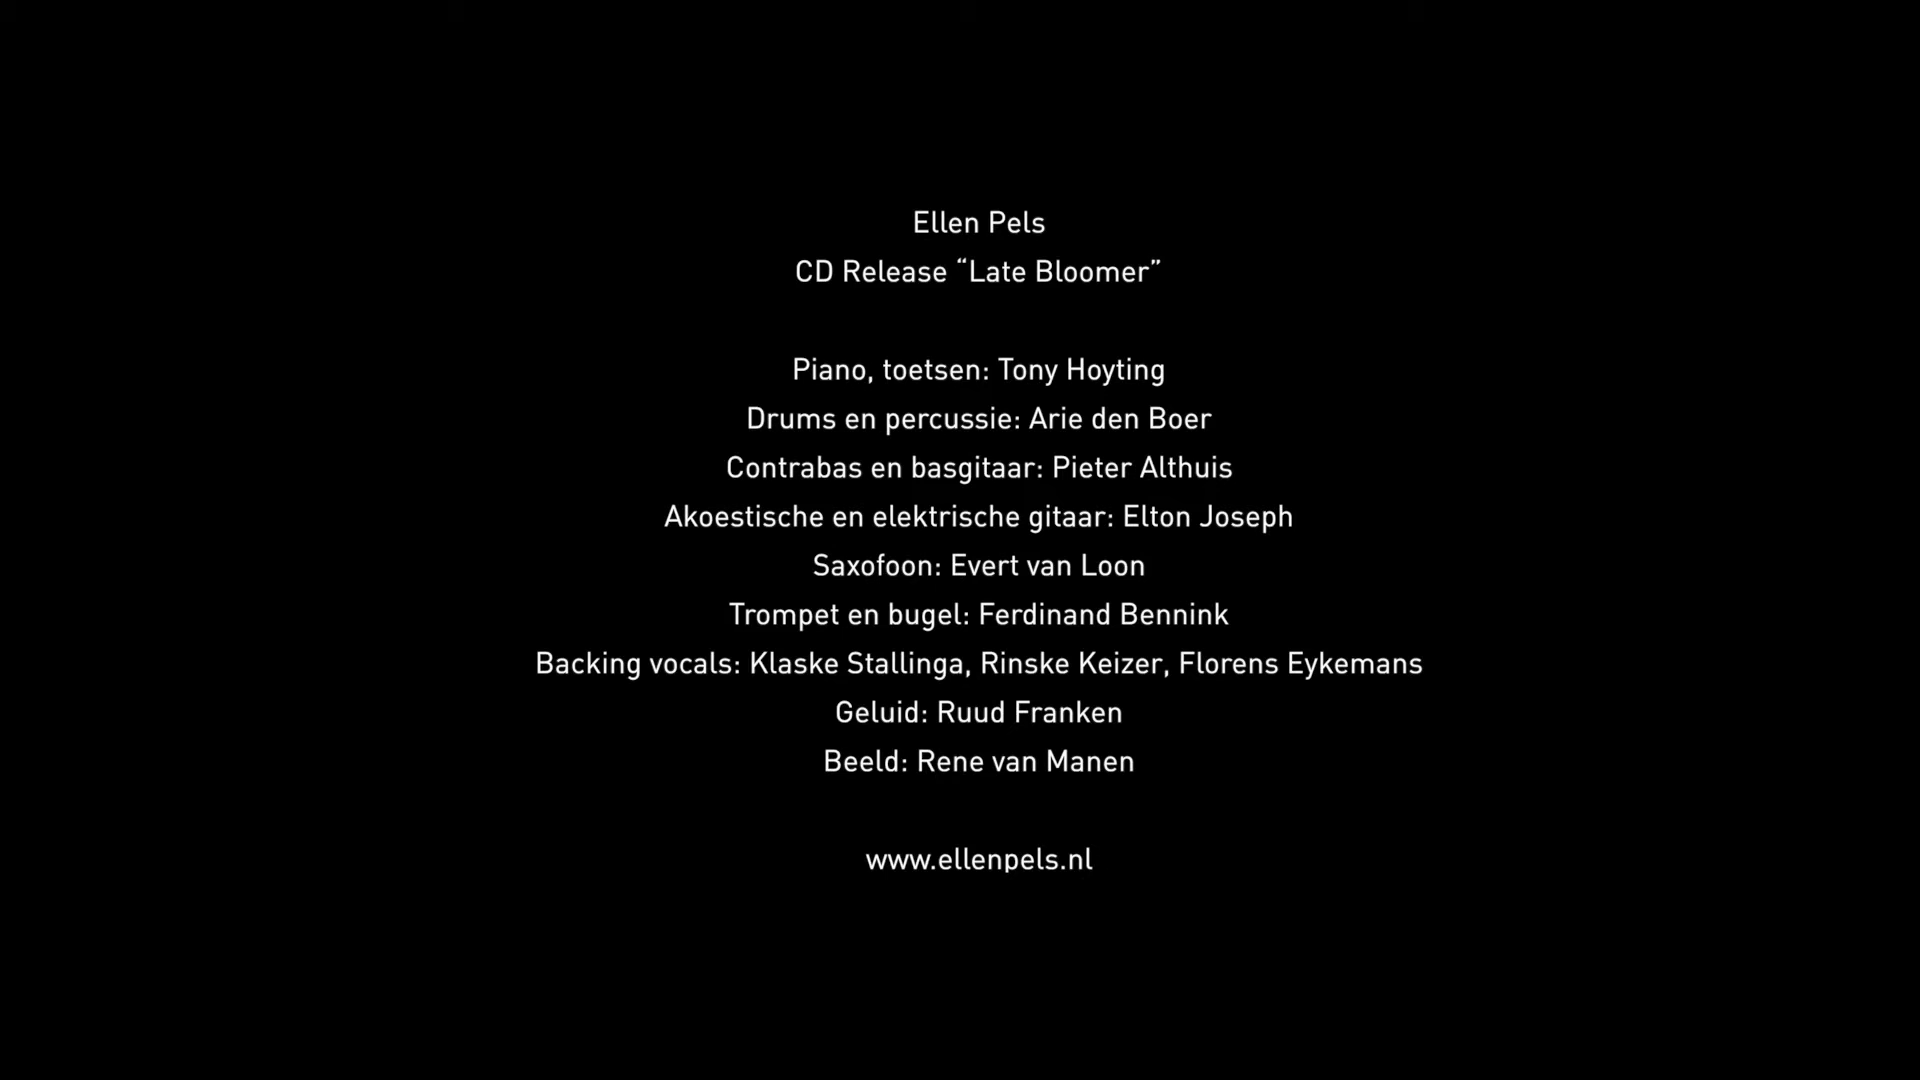 Ellen Pels
CD Release “Late Bloomer”
Piano, toetsen: Tony Hoyting
Drums en percussie: Arie den Boer
Contrabas en basgitaar: Pieter Althuis
Akoestische en elektrische gitaar: Elton Joseph
Saxofoon: Evert van Loon
Trompet en bugel: Ferdinand Bennink
Backing vocals: Klaske Stallinga, Rinske Keizer, Florens Eykemans
Geluid: Ruud Franken
Beeld: Rene van Manen
www.ellenpels.nl